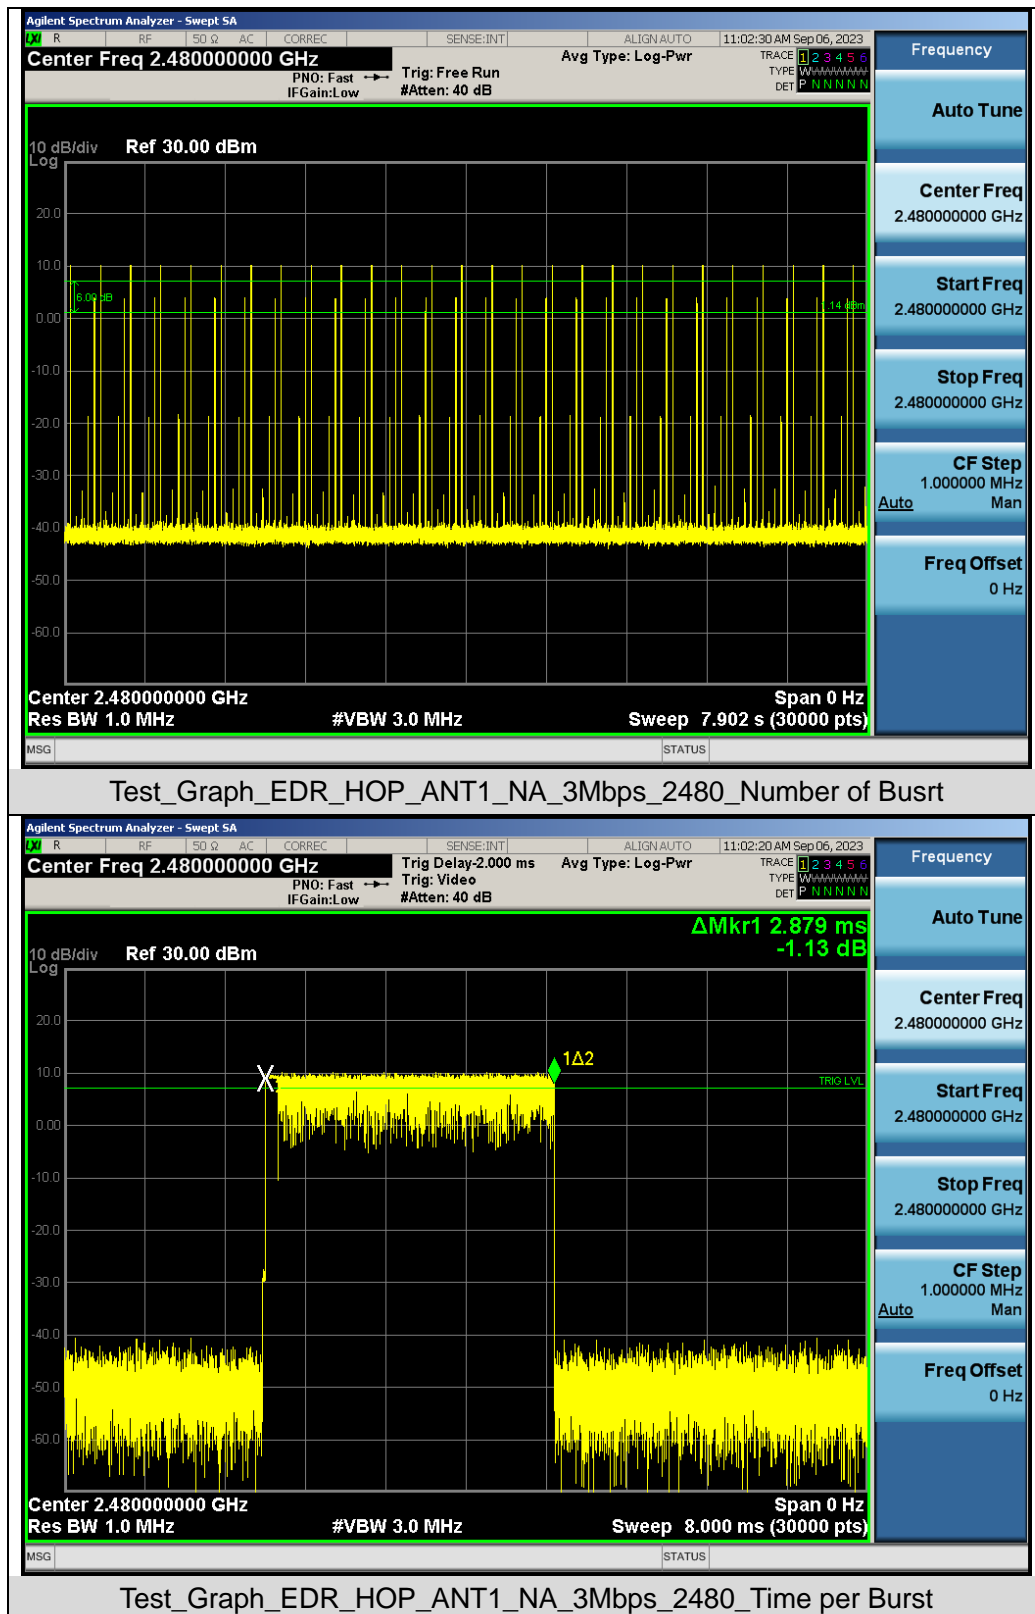 Agilent Spectrum Analyzer - Swept SA
LXI R RF 50 Ω AC CORREC SENSE:INT ALIGN AUTO 11:02:30 AM Sep 06, 2023
Center Freq 2.480000000 GHz Avg Type: Log-Pwr TRACE 1 2 3 4 5 6
PNO: Fast Trig: Free Run TYPE W
IFGain:Low #Atten: 40 dB DET P N N N N N
Frequency
Auto Tune
10 dB/div Ref 30.00 dBm
Log
20.0
10.0
6.00 dB
1.14 dBm
0.00
-10.0
-20.0
-30.0
-40.0
-50.0
-60.0
Center Freq
2.480000000 GHz
Start Freq
2.480000000 GHz
Stop Freq
2.480000000 GHz
CF Step
1.000000 MHz
Auto Man
Freq Offset
0 Hz
Center 2.480000000 GHz Span 0 Hz
Res BW 1.0 MHz #VBW 3.0 MHz Sweep 7.902 s (30000 pts)
MSG STATUS
Test_Graph_EDR_HOP_ANT1_NA_3Mbps_2480_Number of Busrt
Agilent Spectrum Analyzer - Swept SA
LXI R RF 50 Ω AC CORREC SENSE:INT ALIGN AUTO 11:02:20 AM Sep 06, 2023
Center Freq 2.480000000 GHz Trig Delay-2.000 ms Avg Type: Log-Pwr TRACE 1 2 3 4 5 6
PNO: Fast Trig: Video TYPE W
IFGain:Low #Atten: 40 dB DET P N N N N N
Frequency
Auto Tune
ΔMkr1 2.879 ms
-1.13 dB
10 dB/div Ref 30.00 dBm
Log
20.0
10.0
1Δ2
TRIG LVL
0.00
-10.0
-20.0
-30.0
-40.0
-50.0
-60.0
Center Freq
2.480000000 GHz
Start Freq
2.480000000 GHz
Stop Freq
2.480000000 GHz
CF Step
1.000000 MHz
Auto Man
Freq Offset
0 Hz
Center 2.480000000 GHz Span 0 Hz
Res BW 1.0 MHz #VBW 3.0 MHz Sweep 8.000 ms (30000 pts)
MSG STATUS
Test_Graph_EDR_HOP_ANT1_NA_3Mbps_2480_Time per Burst